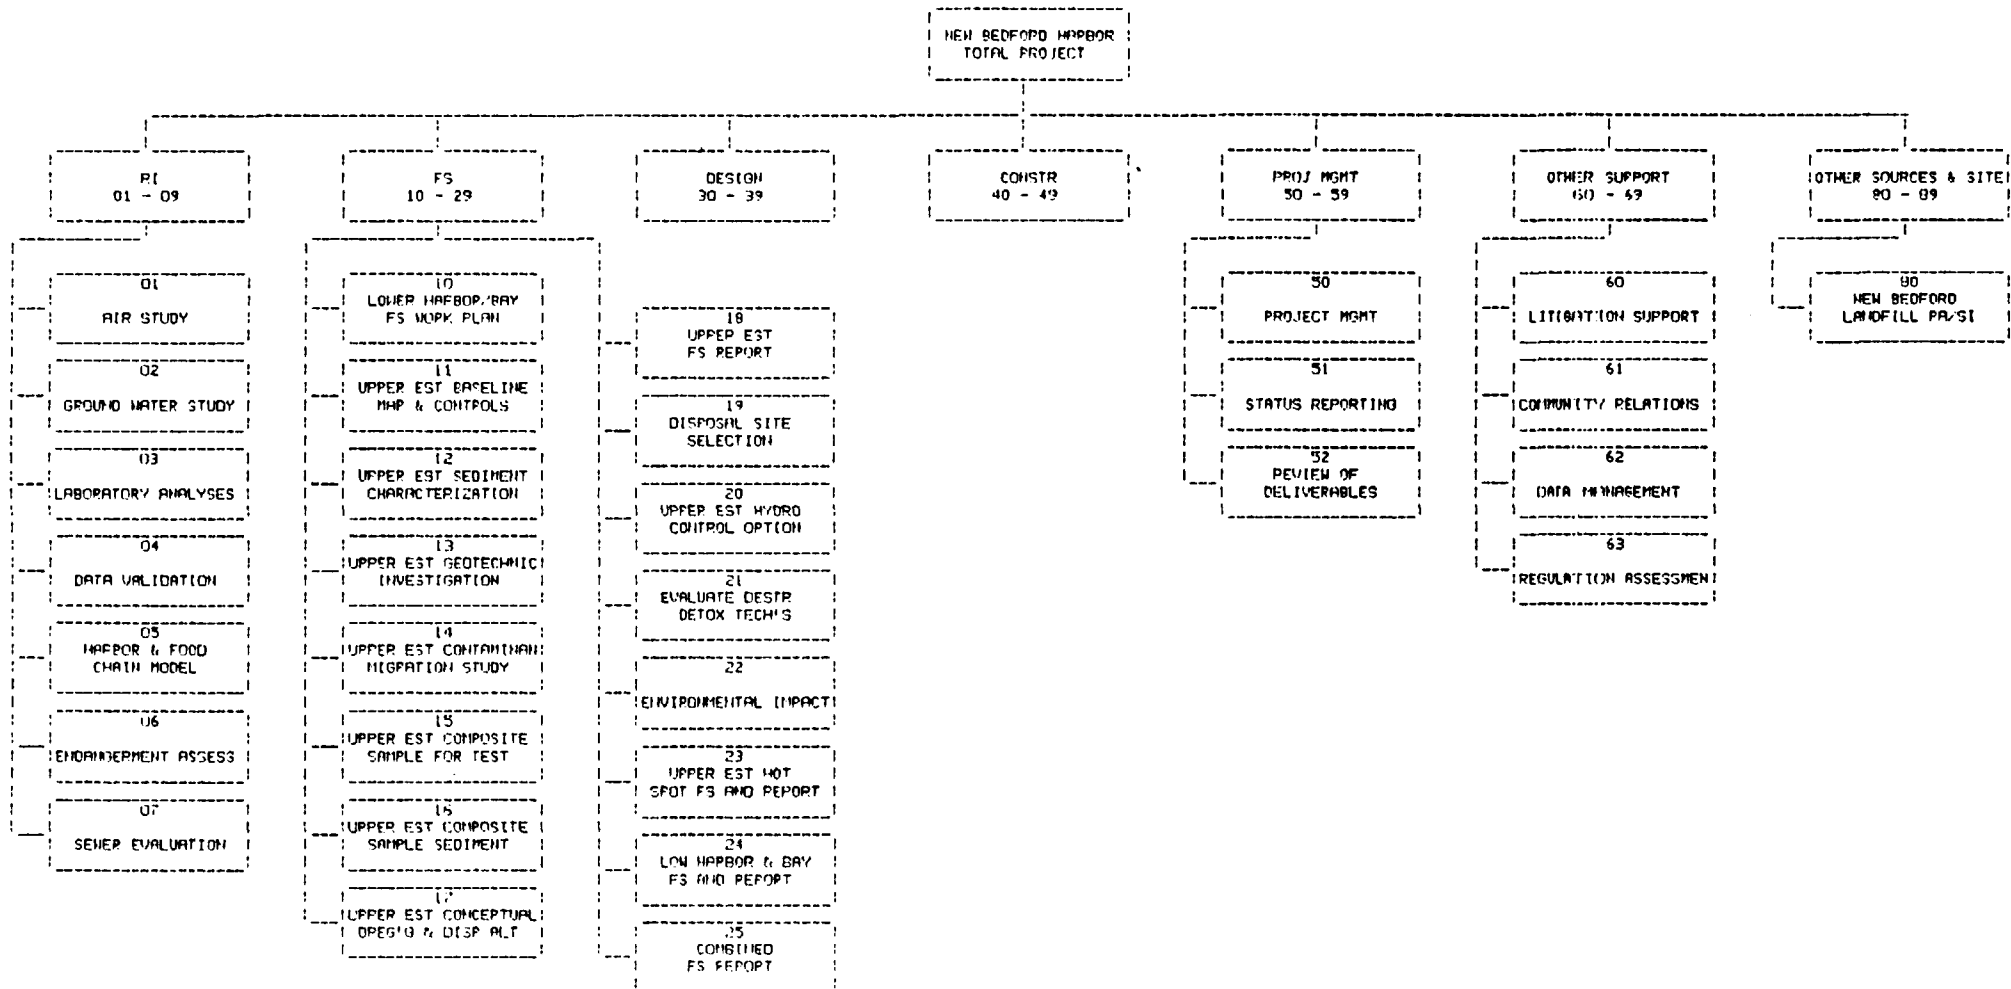 NEW BEDFORD HARBOR
TOTAL PROJECT
RI
01 - 09
FS
10 - 29
DESIGN
30 - 39
CONSTR
40 - 49
PROJ MGMT
50 - 59
OTHER SUPPORT
60 - 69
OTHER SOURCES & SITE
80 - 89
01
AIR STUDY
02
GROUND WATER STUDY
03
LABORATORY ANALYSES
04
DATA VALIDATION
05
HARBOR & FOOD
CHAIN MODEL
06
ENDANGERMENT ASSESS
07
SEWER EVALUATION
10
LOWER HARBOR/BAY
FS WORK PLAN
11
UPPER EST BASELINE
MAP & CONTROLS
12
UPPER EST SEDIMENT
CHARACTERIZATION
13
UPPER EST GEOTECHNIC
INVESTIGATION
14
UPPER EST CONTAMINAN
MIGRATION STUDY
15
UPPER EST COMPOSITE
SAMPLE FOR TEST
16
UPPER EST COMPOSITE
SAMPLE SEDIMENT
17
UPPER EST CONCEPTUAL
DREG'G & DISP ALT
18
UPPER EST
FS REPORT
19
DISPOSAL SITE
SELECTION
20
UPPER EST HYDRO
CONTROL OPTION
21
EVALUATE DESTR
DETOX TECH'S
22
ENVIRONMENTAL IMPACT
23
UPPER EST HOT
SPOT FS AND REPORT
24
LOW HARBOR & BAY
FS AND REPORT
25
COMBINED
FS REPORT
50
PROJECT MGMT
51
STATUS REPORTING
52
REVIEW OF
DELIVERABLES
60
LITIGATION SUPPORT
61
COMMUNITY RELATIONS
62
DATA MANAGEMENT
63
REGULATION ASSESSMEN
80
NEW BEDFORD
LANDFILL PA/SI